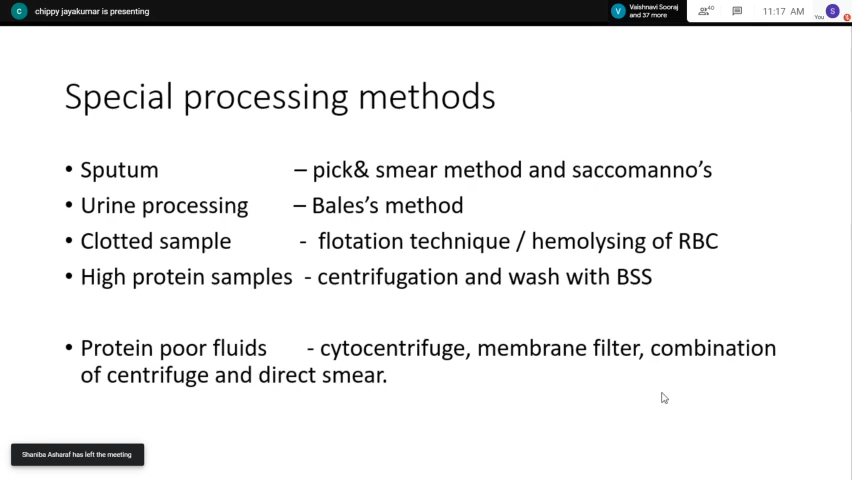 c chippy jayakumar is presenting
V Vaishnavi Sooraj
and 37 more
40
11:17 AM
You
S
Special processing methods
• Sputum – pick& smear method and saccomanno's
• Urine processing – Bales's method
• Clotted sample - flotation technique / hemolysing of RBC
• High protein samples - centrifugation and wash with BSS
• Protein poor fluids - cytocentrifuge, membrane filter, combination
of centrifuge and direct smear.
Shaniba Asharaf has left the meeting